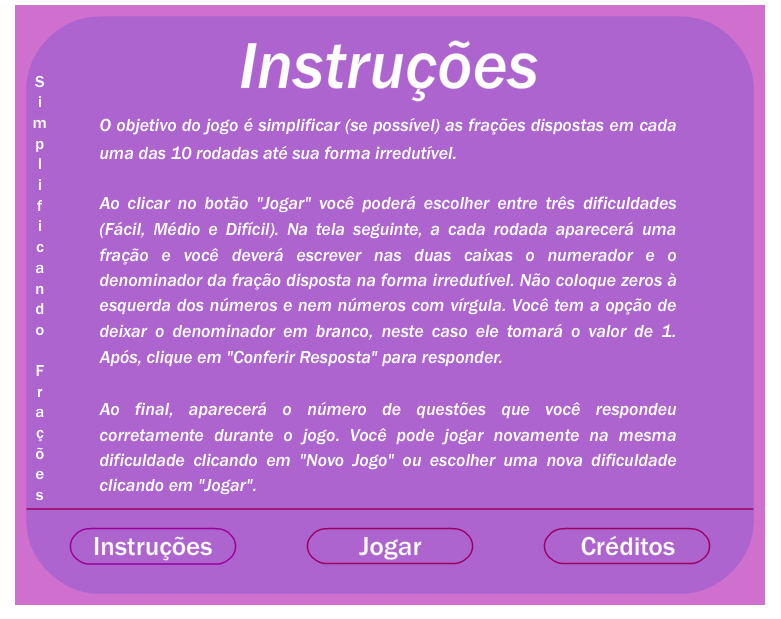 Instruções
Simplificando Frações
O objetivo do jogo é simplificar (se possível) as frações dispostas em cada
uma das 10 rodadas até sua forma irredutível.
Ao clicar no botão "Jogar" você poderá escolher entre três dificuldades
(Fácil, Médio e Difícil). Na tela seguinte, a cada rodada aparecerá uma
fração e você deverá escrever nas duas caixas o numerador e o
denominador da fração disposta na forma irredutível. Não coloque zeros à
esquerda dos números e nem números com vírgula. Você tem a opção de
deixar o denominador em branco, neste caso ele tomará o valor de 1.
Após, clique em "Conferir Resposta" para responder.
Ao final, aparecerá o número de questões que você respondeu
corretamente durante o jogo. Você pode jogar novamente na mesma
dificuldade clicando em "Novo Jogo" ou escolher uma nova dificuldade
clicando em "Jogar".
Instruções
Jogar
Créditos